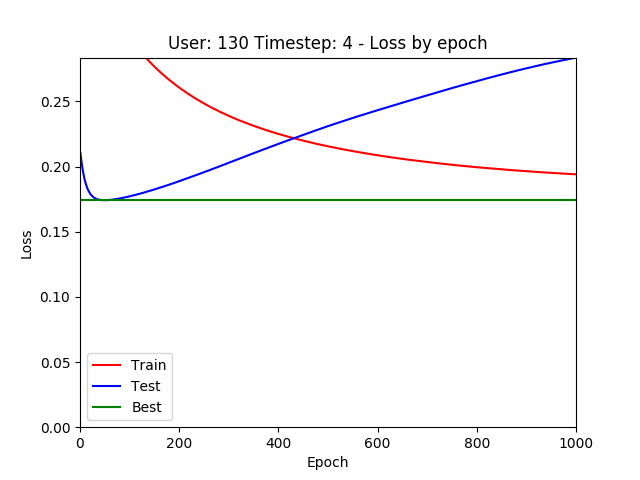 User: 130 Timestep: 4 - Loss by epoch
Loss
0.25
0.20
0.15
0.10
0.05
0.00
Train
Test
Best
0 200 400 600 800 1000
Epoch